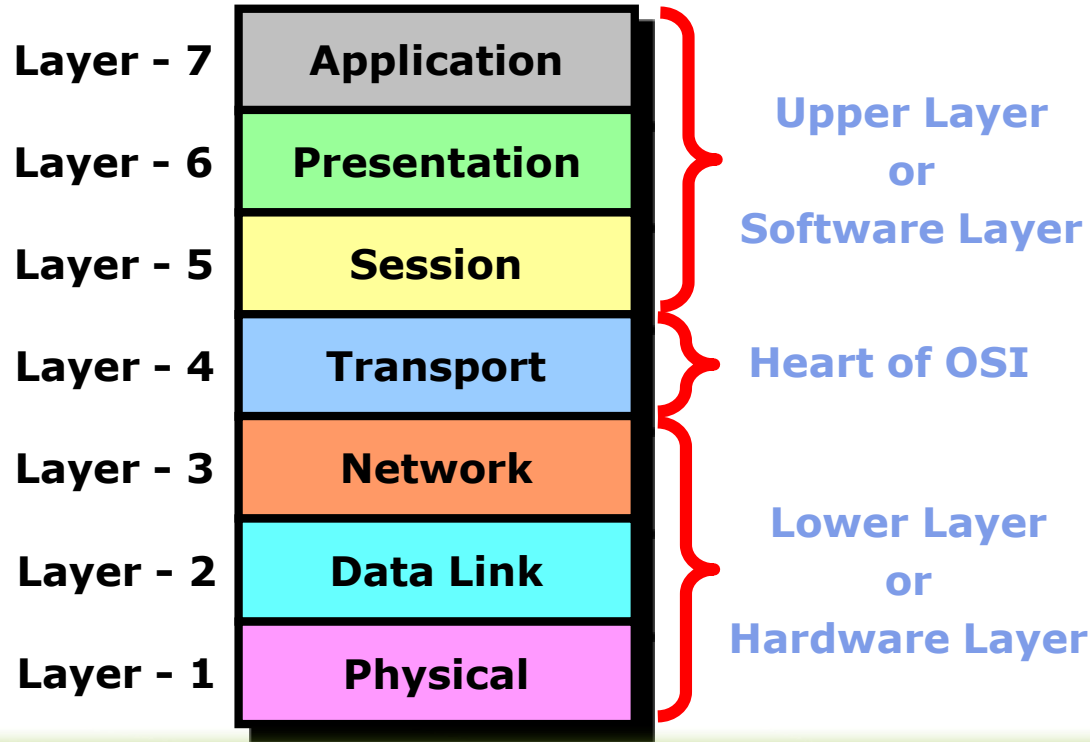 Layer - 7 Application
Layer - 6 Presentation
Layer - 5 Session
Upper Layer
or
Software Layer
Layer - 4 Transport
Heart of OSI
Layer - 3 Network
Layer - 2 Data Link
Layer - 1 Physical
Lower Layer
or
Hardware Layer